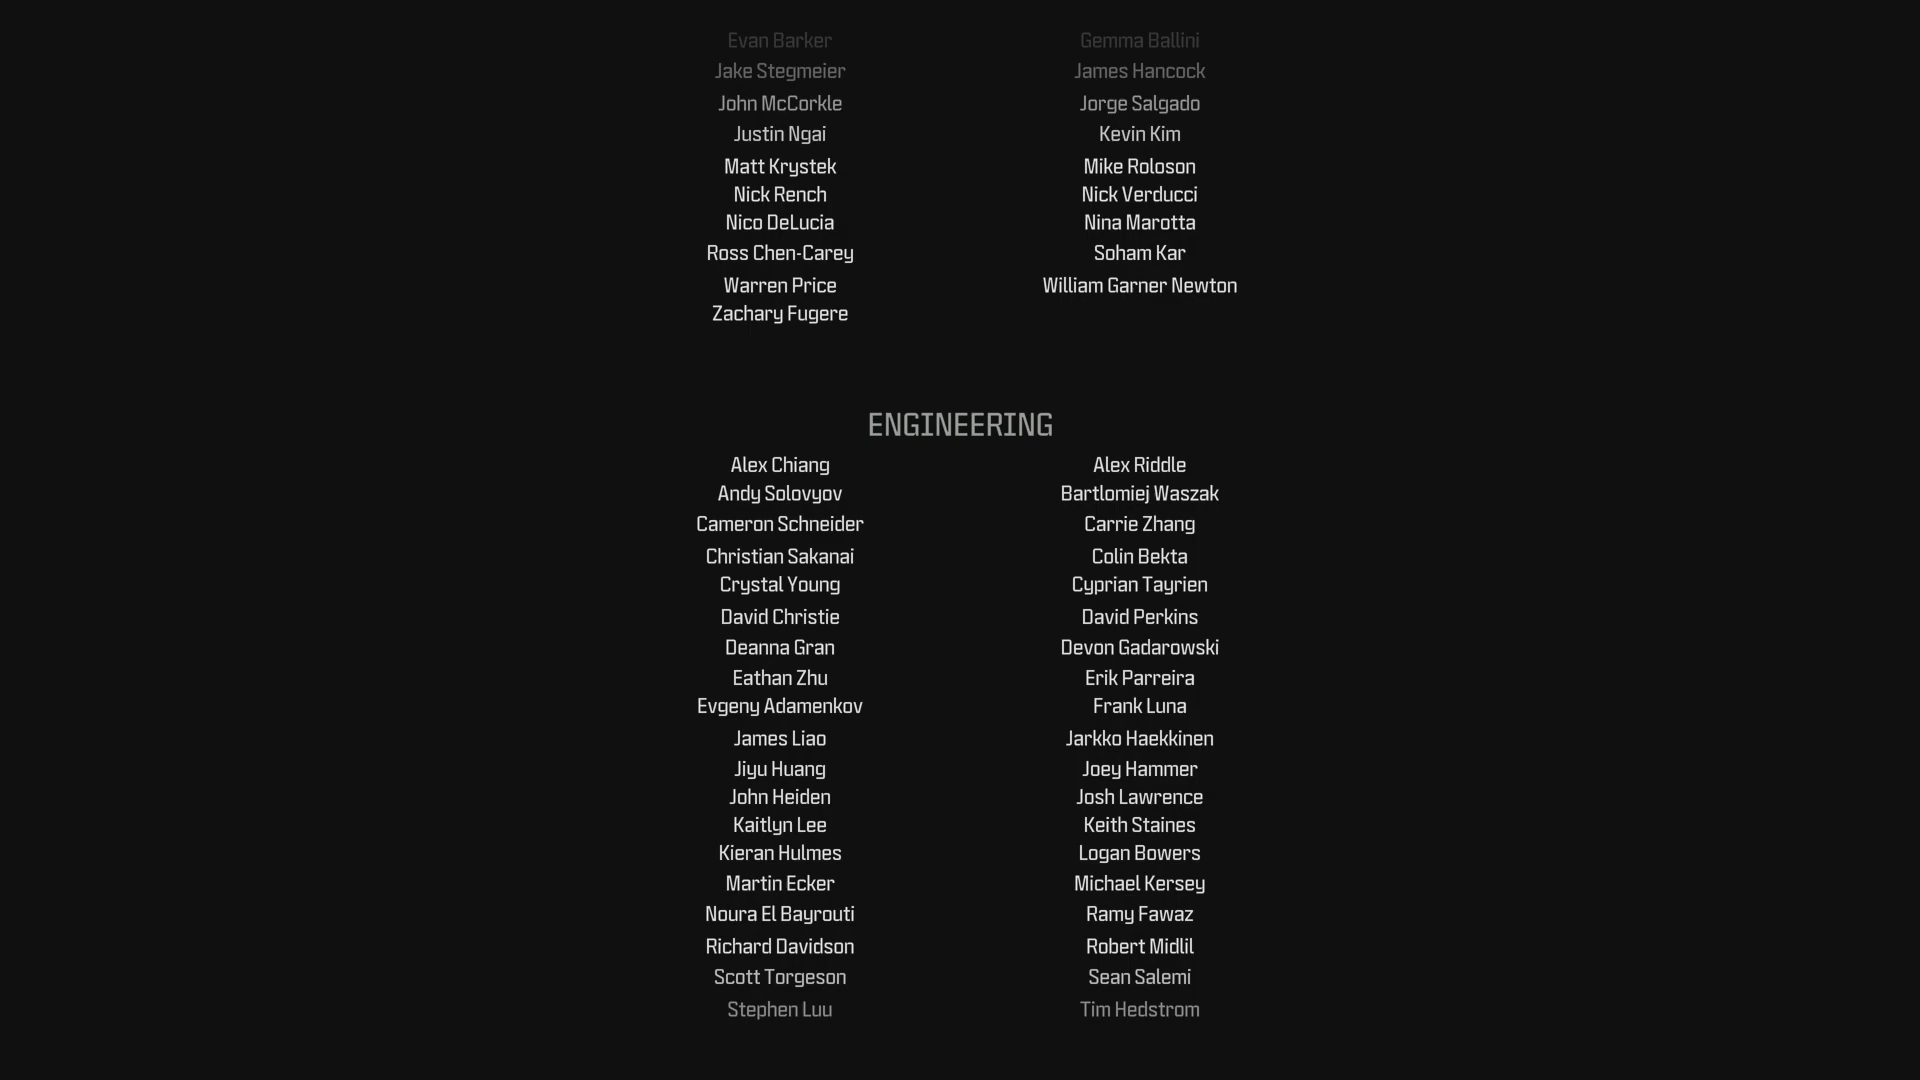 Evan Barker Gemma Ballini
Jake Stegmeier James Hancock
John McCorkle Jorge Salgado
Justin Ngai Kevin Kim
Matt Krystek Mike Roloson
Nick Rench Nick Verducci
Nico DeLucia Nina Marotta
Ross Chen-Carey Soham Kar
Warren Price William Garner Newton
Zachary Fugere
ENGINEERING
Alex Chiang Alex Riddle
Andy Solovyov Bartlomiej Waszak
Cameron Schneider Carrie Zhang
Christian Sakanai Colin Bekta
Crystal Young Cyprian Tayrien
David Christie David Perkins
Deanna Gran Devon Gadarowski
Eathan Zhu Erik Parreira
Evgeny Adamenkov Frank Luna
James Liao Jarkko Haekkinen
Jiyu Huang Joey Hammer
John Heiden Josh Lawrence
Kaitlyn Lee Keith Staines
Kieran Hulmes Logan Bowers
Martin Ecker Michael Kersey
Noura El Bayrouti Ramy Fawaz
Richard Davidson Robert Midlil
Scott Torgeson Sean Salemi
Stephen Luu Tim Hedstrom